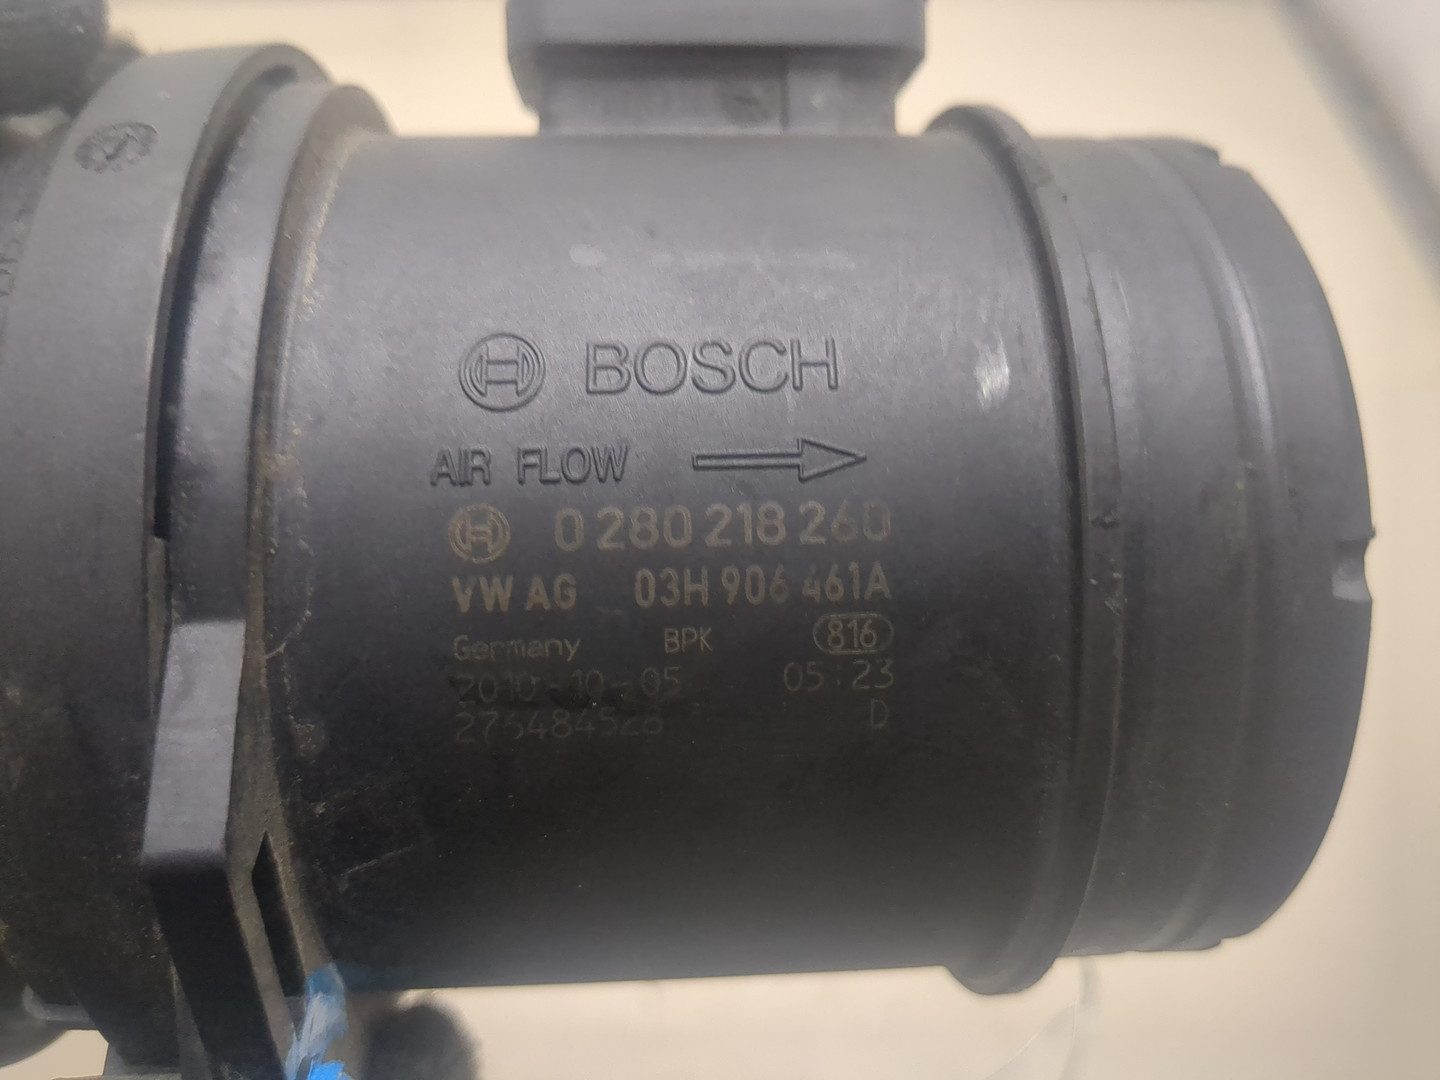 BOSCH
AIR FLOW
0 280 218 260
VW AG 03H 906 461A
Germany BPK 816
2010-10-05 05:23
276484528 D